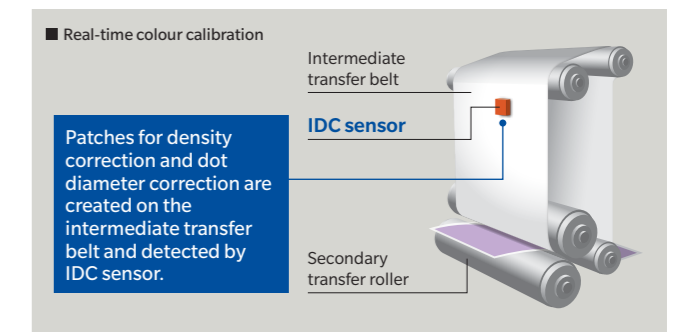 ■ Real-time colour calibration
Intermediate
transfer belt
IDC sensor
Patches for density
correction and dot
diameter correction are
created on the
intermediate transfer
belt and detected by
IDC sensor.
Secondary
transfer roller